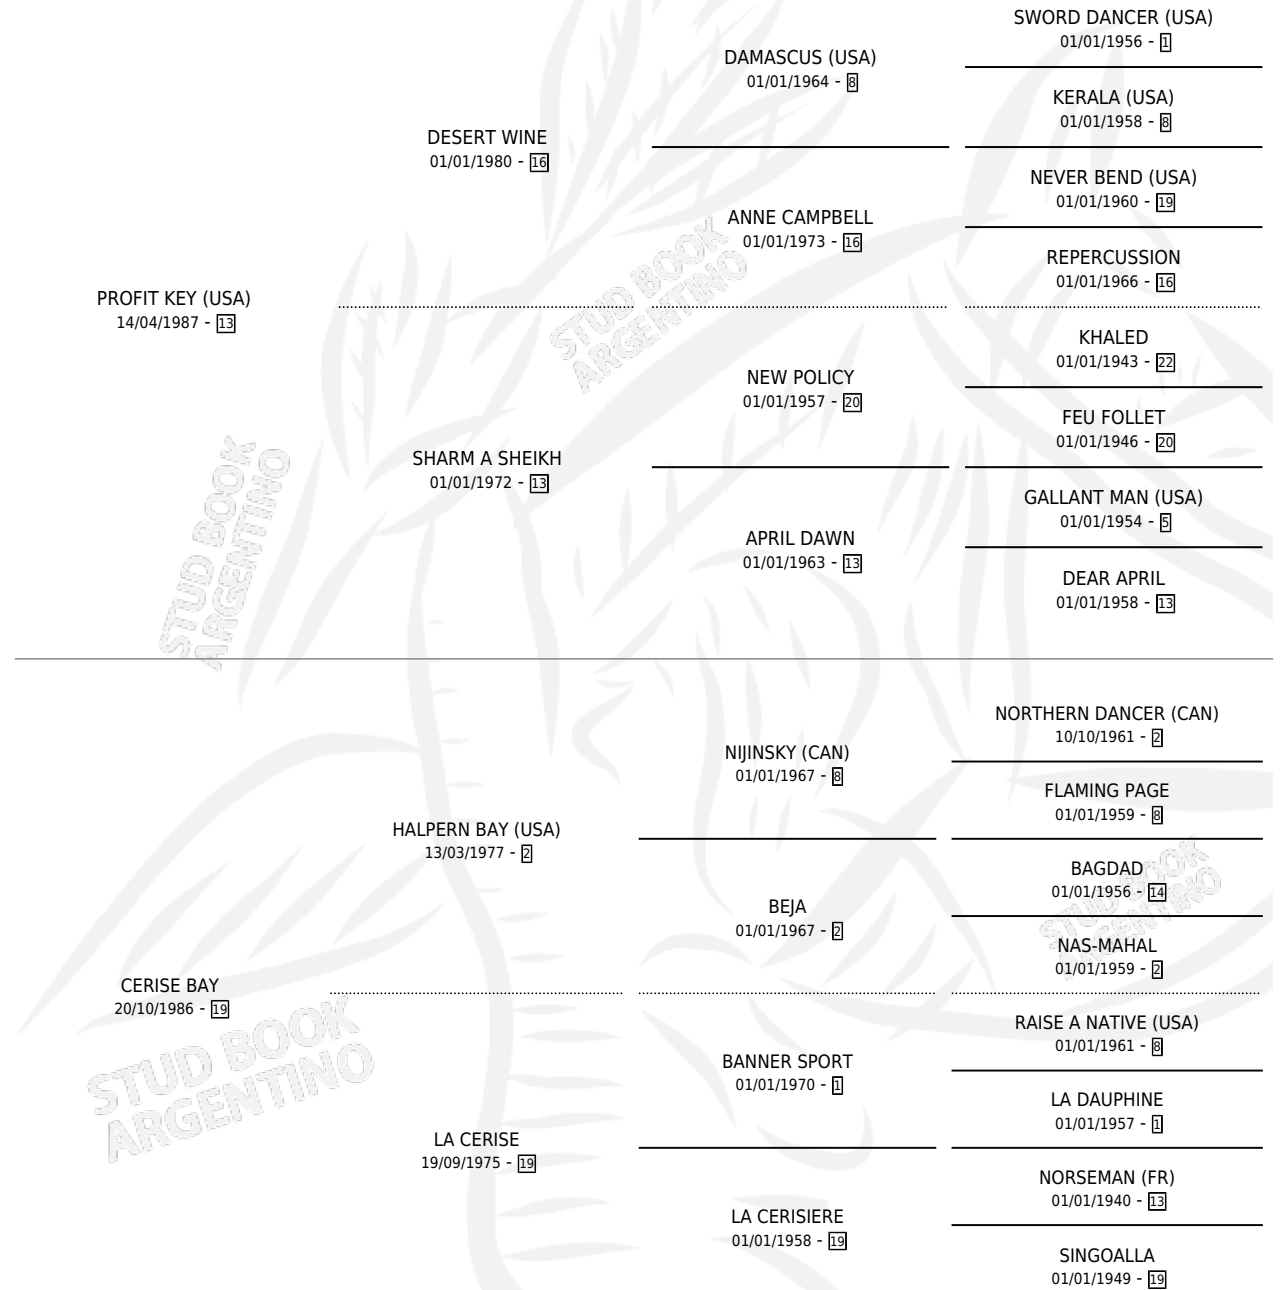 SWORD DANCER (USA)
01/01/1956 - 1
DAMASCUS (USA)
01/01/1964 - 8
KERALA (USA)
01/01/1958 - 8
DESERT WINE
01/01/1980 - 16
NEVER BEND (USA)
01/01/1960 - 19
ANNE CAMPBELL
01/01/1973 - 16
REPERCUSSION
01/01/1966 - 16
PROFIT KEY (USA)
14/04/1987 - 13
KHALED
01/01/1943 - 22
NEW POLICY
01/01/1957 - 20
FEU FOLLET
01/01/1946 - 20
SHARM A SHEIKH
01/01/1972 - 13
GALLANT MAN (USA)
01/01/1954 - 5
APRIL DAWN
01/01/1963 - 13
DEAR APRIL
01/01/1958 - 13
STUD BOOK
ARGENTINO
STUD BOOK
ARGENTINO
NORTHERN DANCER (CAN)
10/10/1961 - 2
NIJINSKY (CAN)
01/01/1967 - 8
FLAMING PAGE
01/01/1959 - 8
HALPERN BAY (USA)
13/03/1977 - 2
BAGDAD
01/01/1956 - 14
BEJA
01/01/1967 - 2
NAS-MAHAL
01/01/1959 - 2
CERISE BAY
20/10/1986 - 19
RAISE A NATIVE (USA)
01/01/1961 - 8
BANNER SPORT
01/01/1970 - 1
LA DAUPHINE
01/01/1957 - 1
LA CERISE
19/09/1975 - 19
NORSEMAN (FR)
01/01/1940 - 13
LA CERISIERE
01/01/1958 - 19
SINGOALLA
01/01/1949 - 19
STUD BOOK
ARGENTINO
STUD BOOK
ARGENTINO